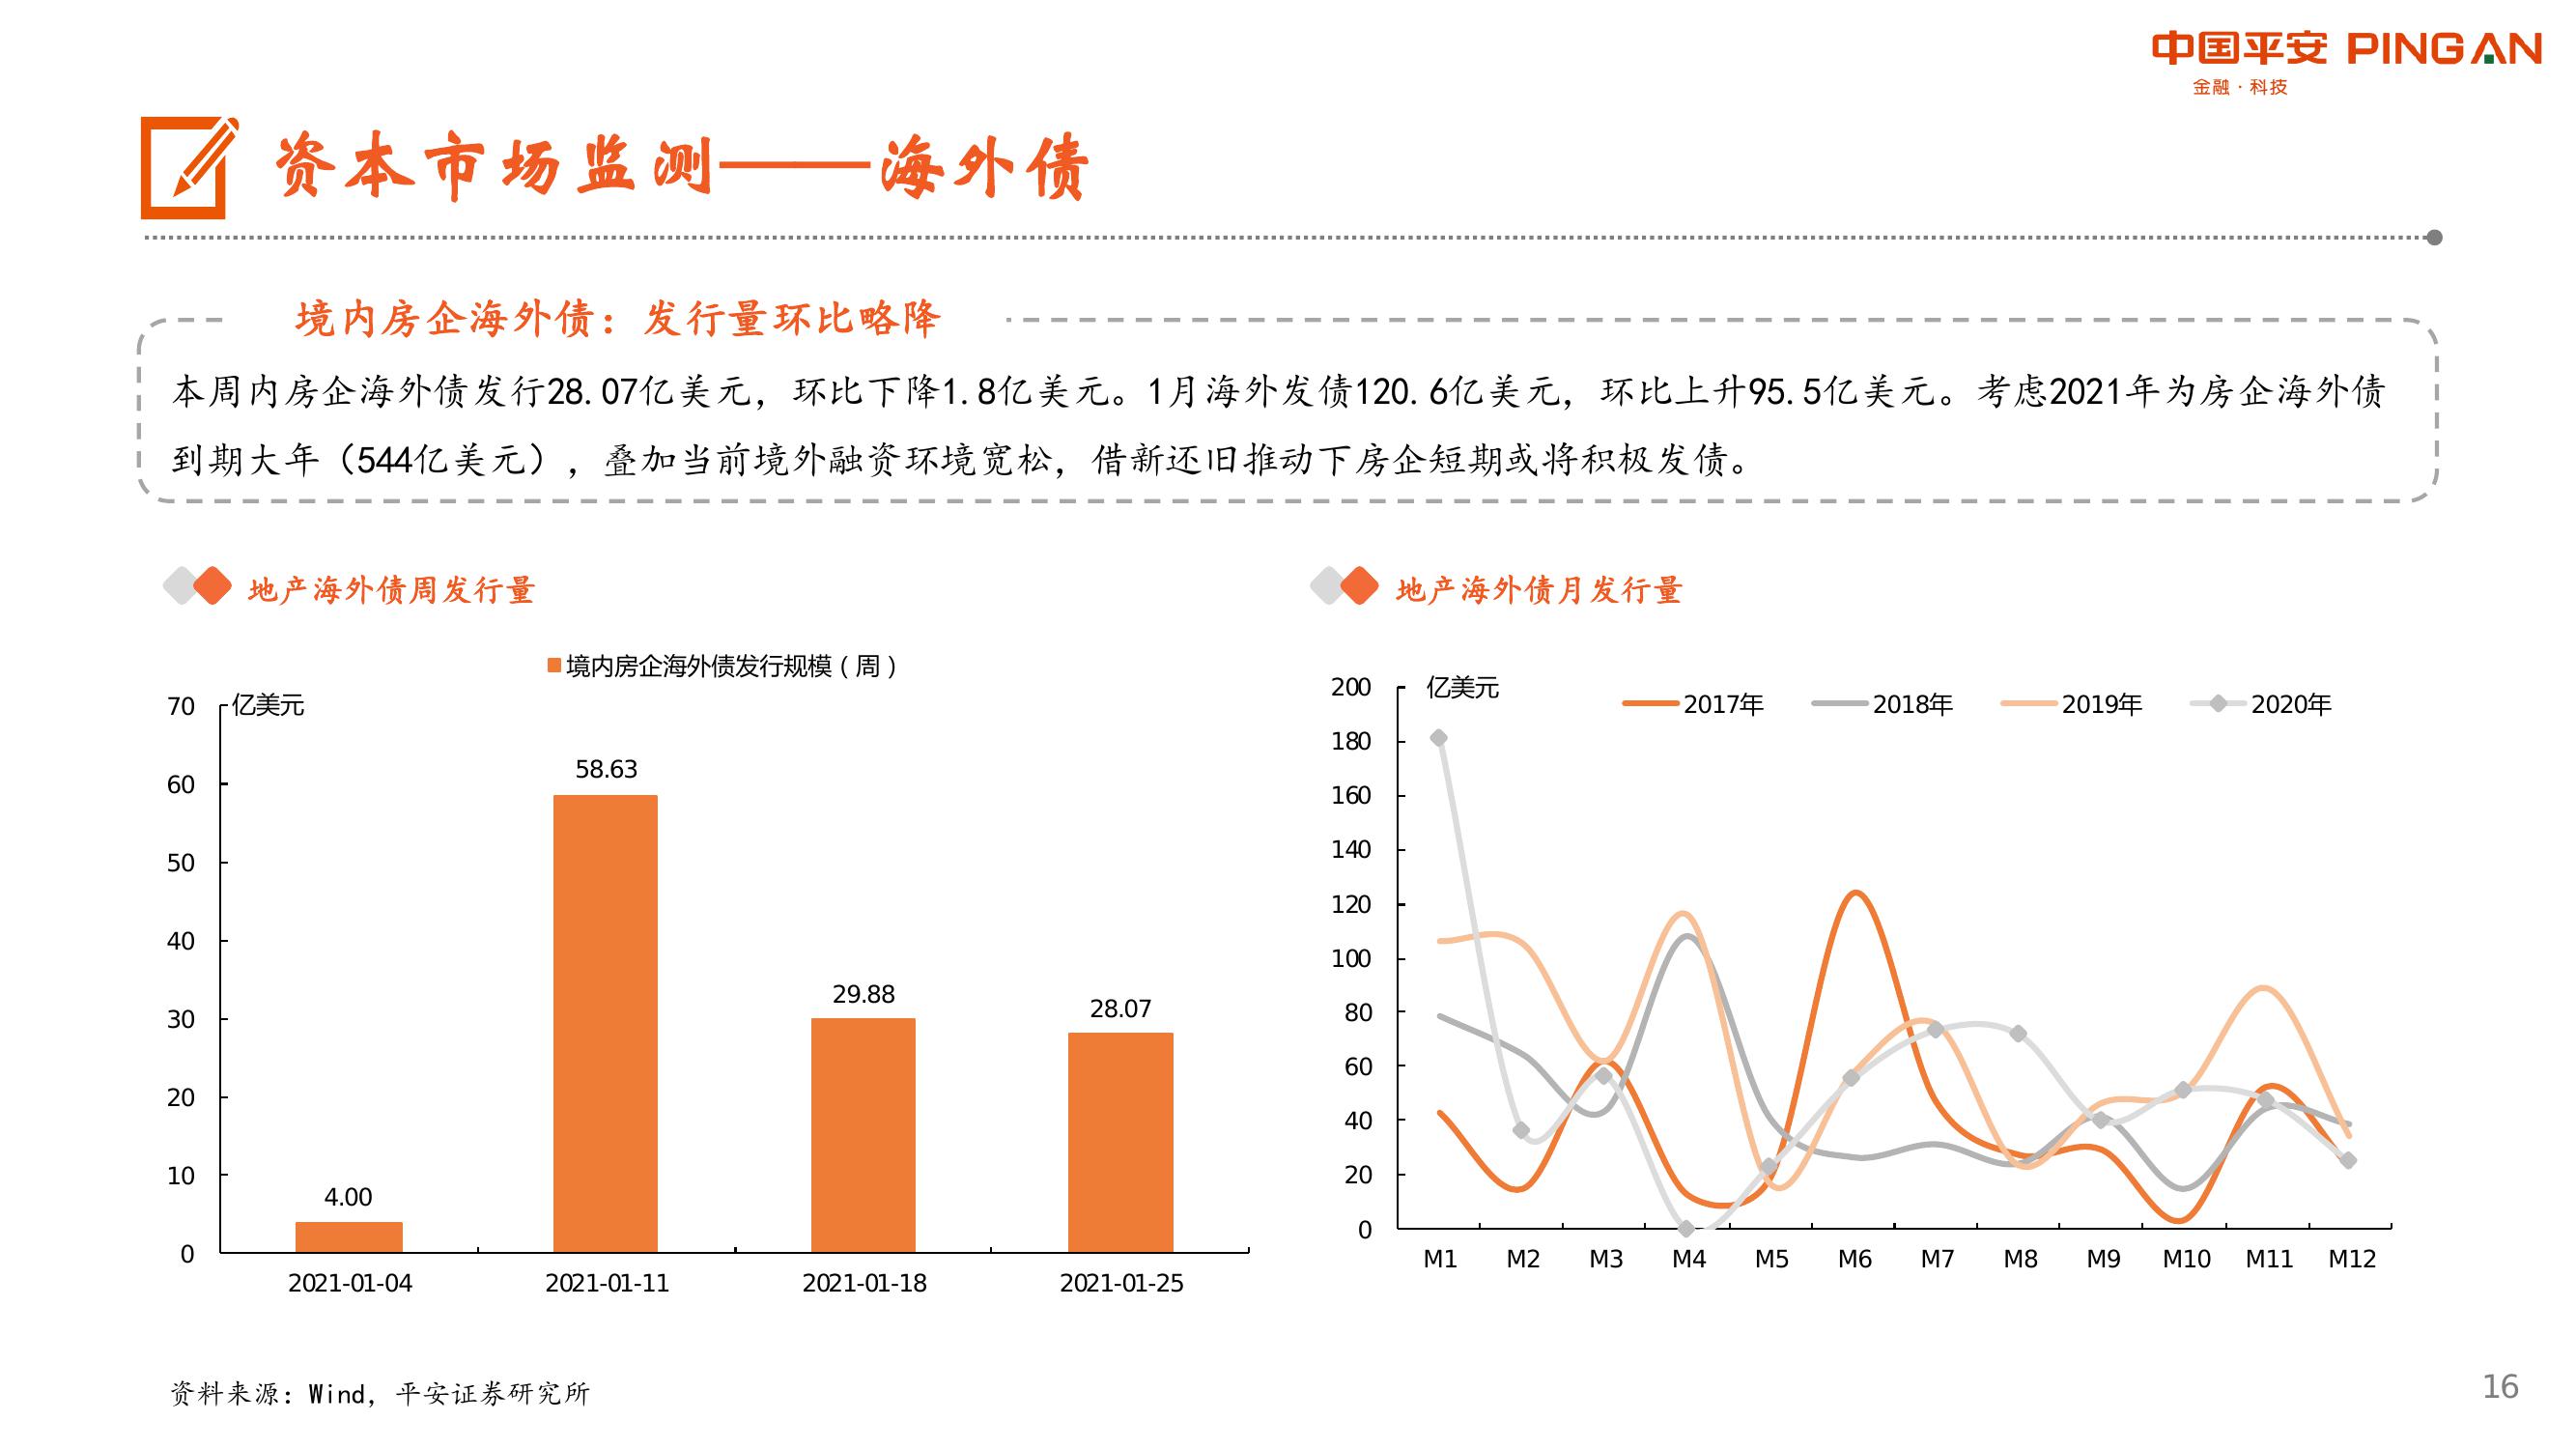 中国平安 PINGAN
金融·科技
资本市场监测——海外债
境内房企海外债：发行量环比略降
本周内房企海外债发行28.07亿美元，环比下降1.8亿美元。1月海外发债120.6亿美元，环比上升95.5亿美元。考虑2021年为房企海外债
到期大年（544亿美元），叠加当前境外融资环境宽松，借新还旧推动下房企短期或将积极发债。
地产海外债周发行量
境内房企海外债发行规模（周）
亿美元
70
60
50
40
30
20
10
0
58.63
29.88
28.07
4.00
2021-01-04 2021-01-11 2021-01-18 2021-01-25
地产海外债月发行量
亿美元
2017年 2018年 2019年 2020年
200
180
160
140
120
100
80
60
40
20
0
M1 M2 M3 M4 M5 M6 M7 M8 M9 M10 M11 M12
资料来源：Wind，平安证券研究所
16